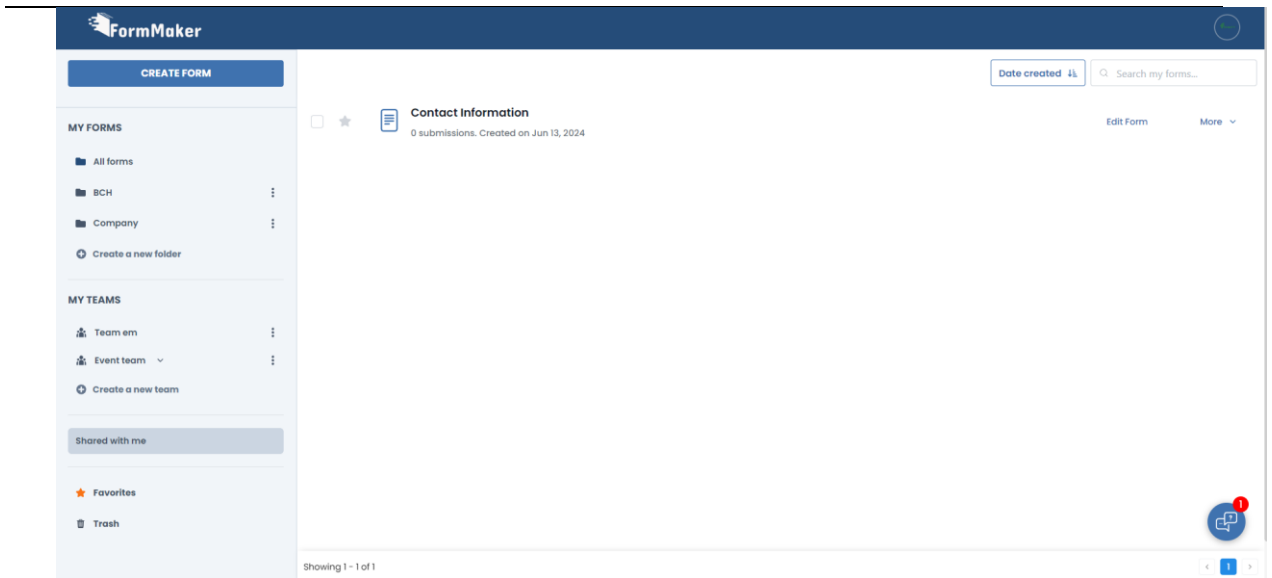 FormMaker
CREATE FORM
Date created
Search my forms...
MY FORMS
Contact Information
0 submissions. Created on Jun 13, 2024
Edit Form
More
All forms
BCH
Company
Create a new folder
MY TEAMS
Team em
Event team
Create a new team
Shared with me
Favorites
Trash
1
Showing 1 - 1 of 1
1